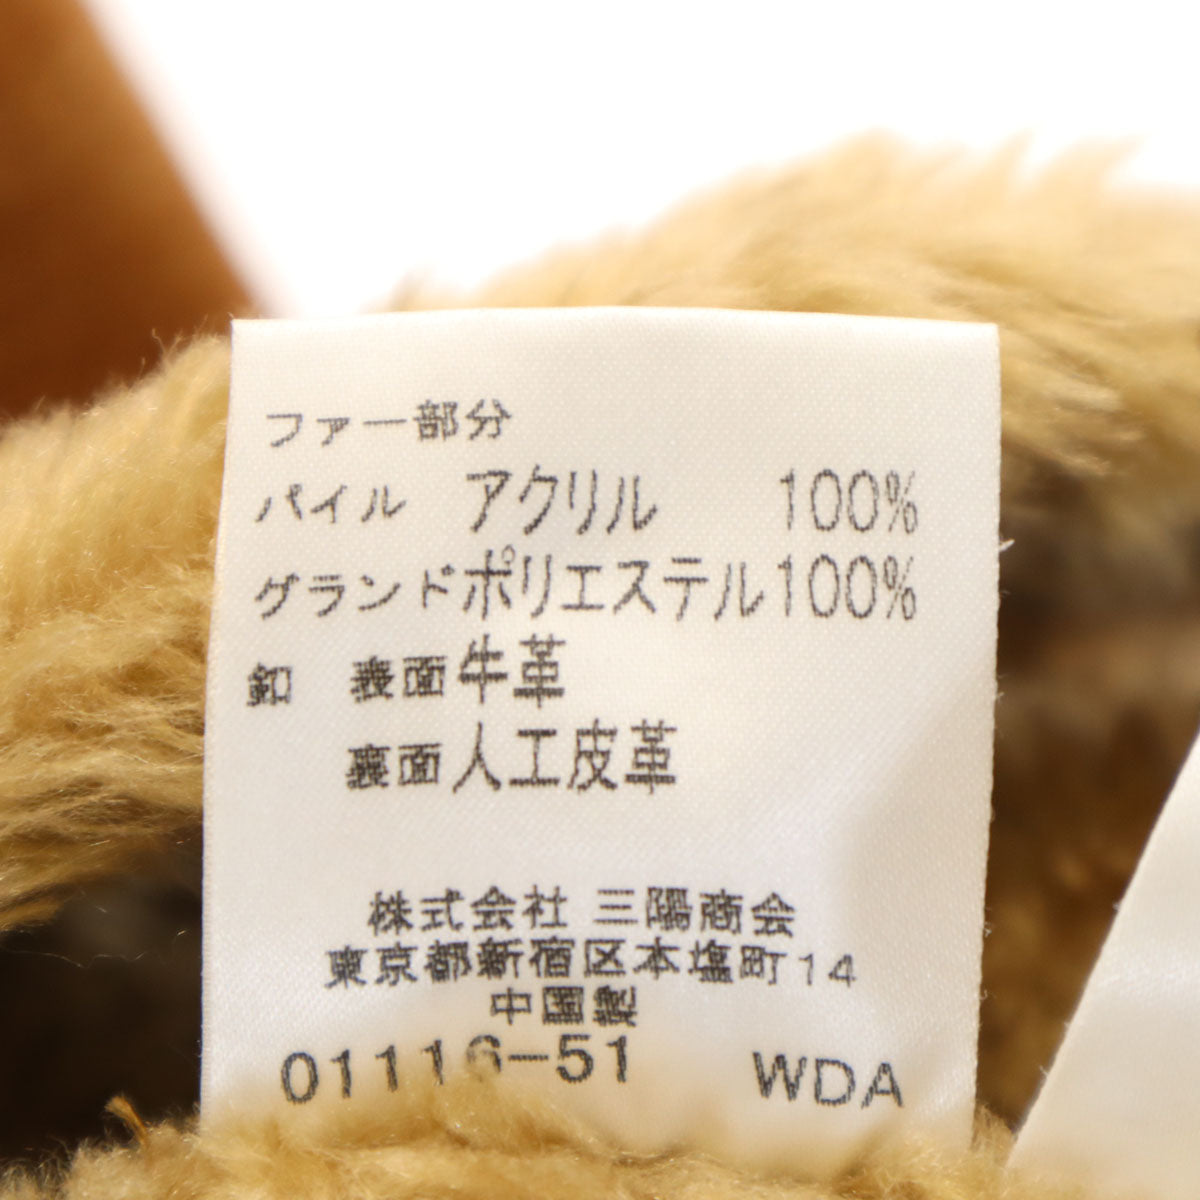 ファー部分
パイル アクリル 100%
グランドポリエステル100%
釦 表面牛革
裏面人工皮革
株式会社 三陽商会
東京都新宿区本塩町14
中国製
01116-51 WDA